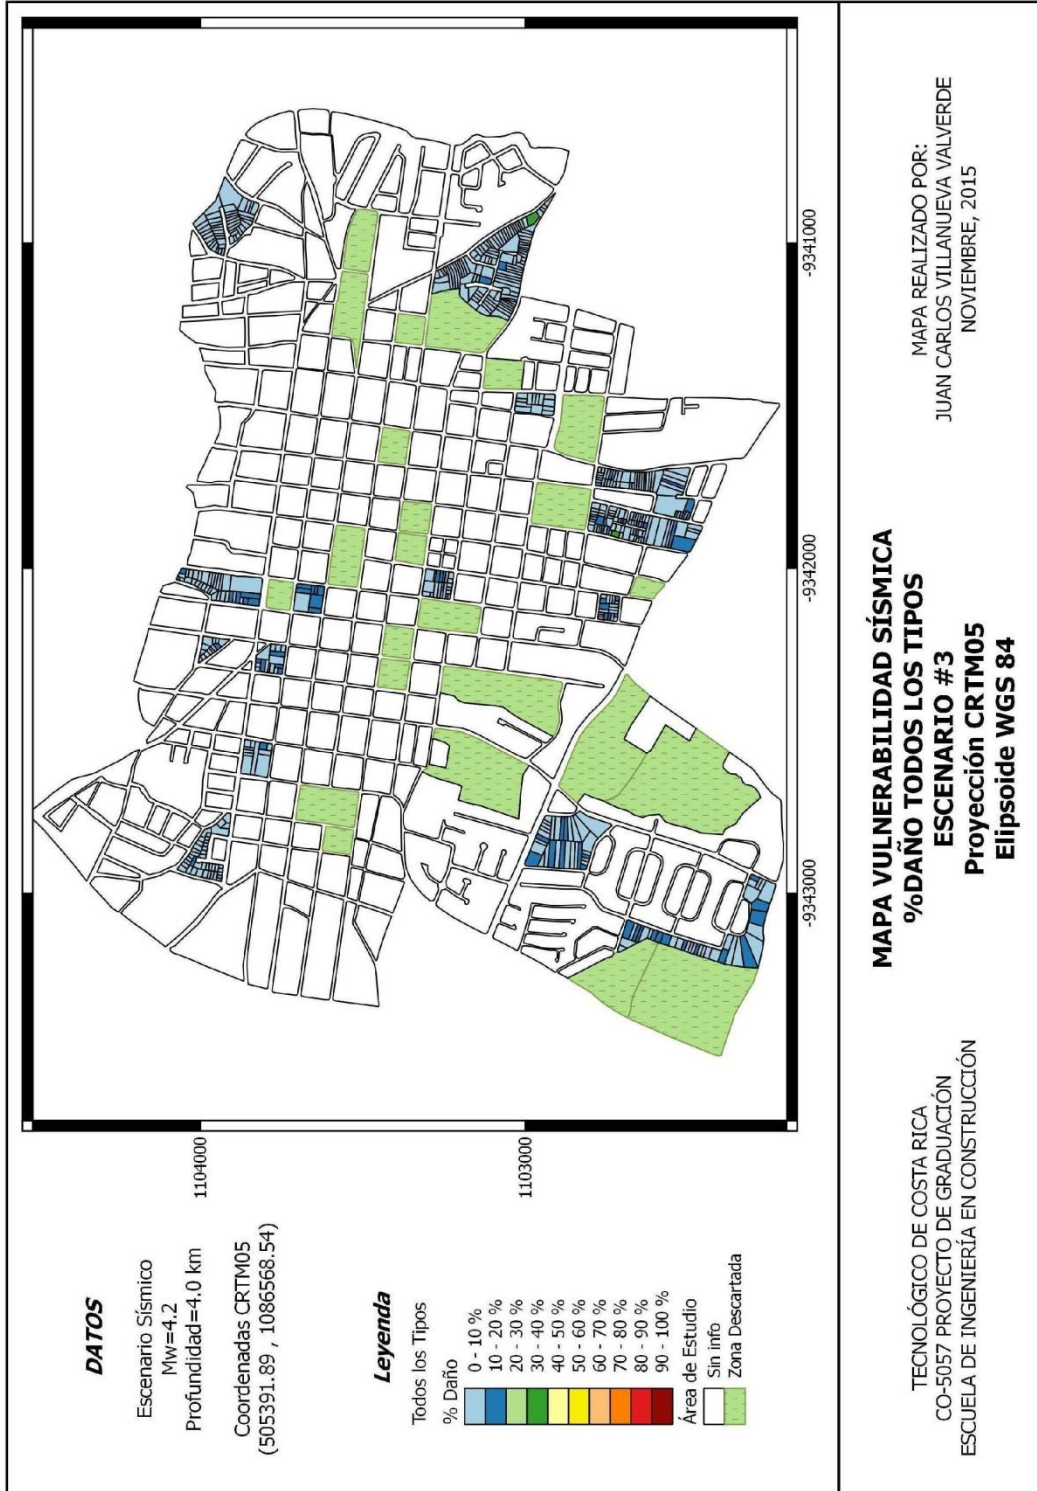 DATOS
Escenario Sísmico
Mw=4.2
Profundidad=4.0 km
Coordenadas CRTM05
(505391.89 , 1086568.54)
Leyenda
Todos los Tipos
% Daño
0 - 10 %
10 - 20 %
20 - 30 %
30 - 40 %
40 - 50 %
50 - 60 %
60 - 70 %
70 - 80 %
80 - 90 %
90 - 100 %
Área de Estudio
Sin info
Zona Descartada
1104000
1103000
-9343000
-9342000
-9341000
TECNOLÓGICO DE COSTA RICA
CO-5057 PROYECTO DE GRADUACIÓN
ESCUELA DE INGENIERÍA EN CONSTRUCCIÓN
MAPA VULNERABILIDAD SÍSMICA
%DAÑO TODOS LOS TIPOS
ESCENARIO #3
Proyección CRTM05
Elipsoide WGS 84
MAPA REALIZADO POR:
JUAN CARLOS VILLANUEVA VALVERDE
NOVIEMBRE, 2015